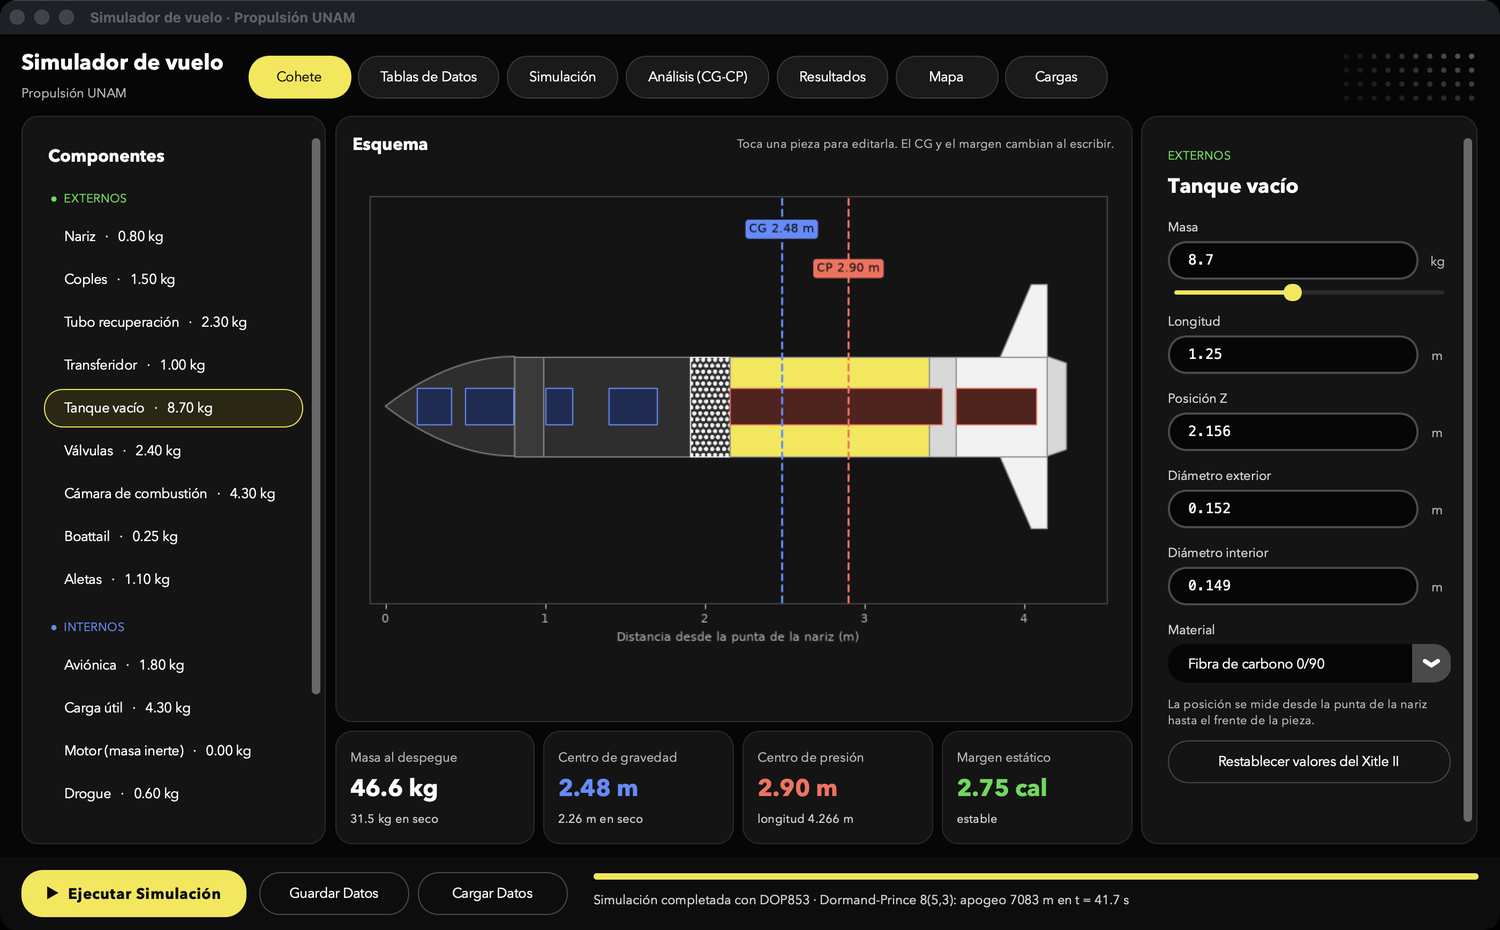 Simulador de vuelo · Propulsión UNAM
Simulador de vuelo
Propulsión UNAM
Cohete
Tablas de Datos
Simulación
Análisis (CG-CP)
Resultados
Mapa
Cargas
Componentes
EXTERNOS
Nariz · 0.80 kg
Coples · 1.50 kg
Tubo recuperación · 2.30 kg
Transferidor · 1.00 kg
Tanque vacío · 8.70 kg
Válvulas · 2.40 kg
Cámara de combustión · 4.30 kg
Boattail · 0.25 kg
Aletas · 1.10 kg
INTERNOS
Aviónica · 1.80 kg
Carga útil · 4.30 kg
Motor (masa inerte) · 0.00 kg
Drogue · 0.60 kg
Esquema
Toca una pieza para editarla. El CG y el margen cambian al escribir.
CG 2.48 m
CP 2.90 m
0 1 2 3 4
Distancia desde la punta de la nariz (m)
Masa al despegue
46.6 kg
31.5 kg en seco
Centro de gravedad
2.48 m
2.26 m en seco
Centro de presión
2.90 m
longitud 4.266 m
Margen estático
2.75 cal
estable
EXTERNOS
Tanque vacío
Masa
8.7 kg
Longitud
1.25 m
Posición Z
2.156 m
Diámetro exterior
0.152 m
Diámetro interior
0.149 m
Material
Fibra de carbono 0/90
La posición se mide desde la punta de la nariz
hasta el frente de la pieza.
Restablecer valores del Xitle II
Ejecutar Simulación
Guardar Datos
Cargar Datos
Simulación completada con DOP853 · Dormand-Prince 8(5,3): apogeo 7083 m en t = 41.7 s